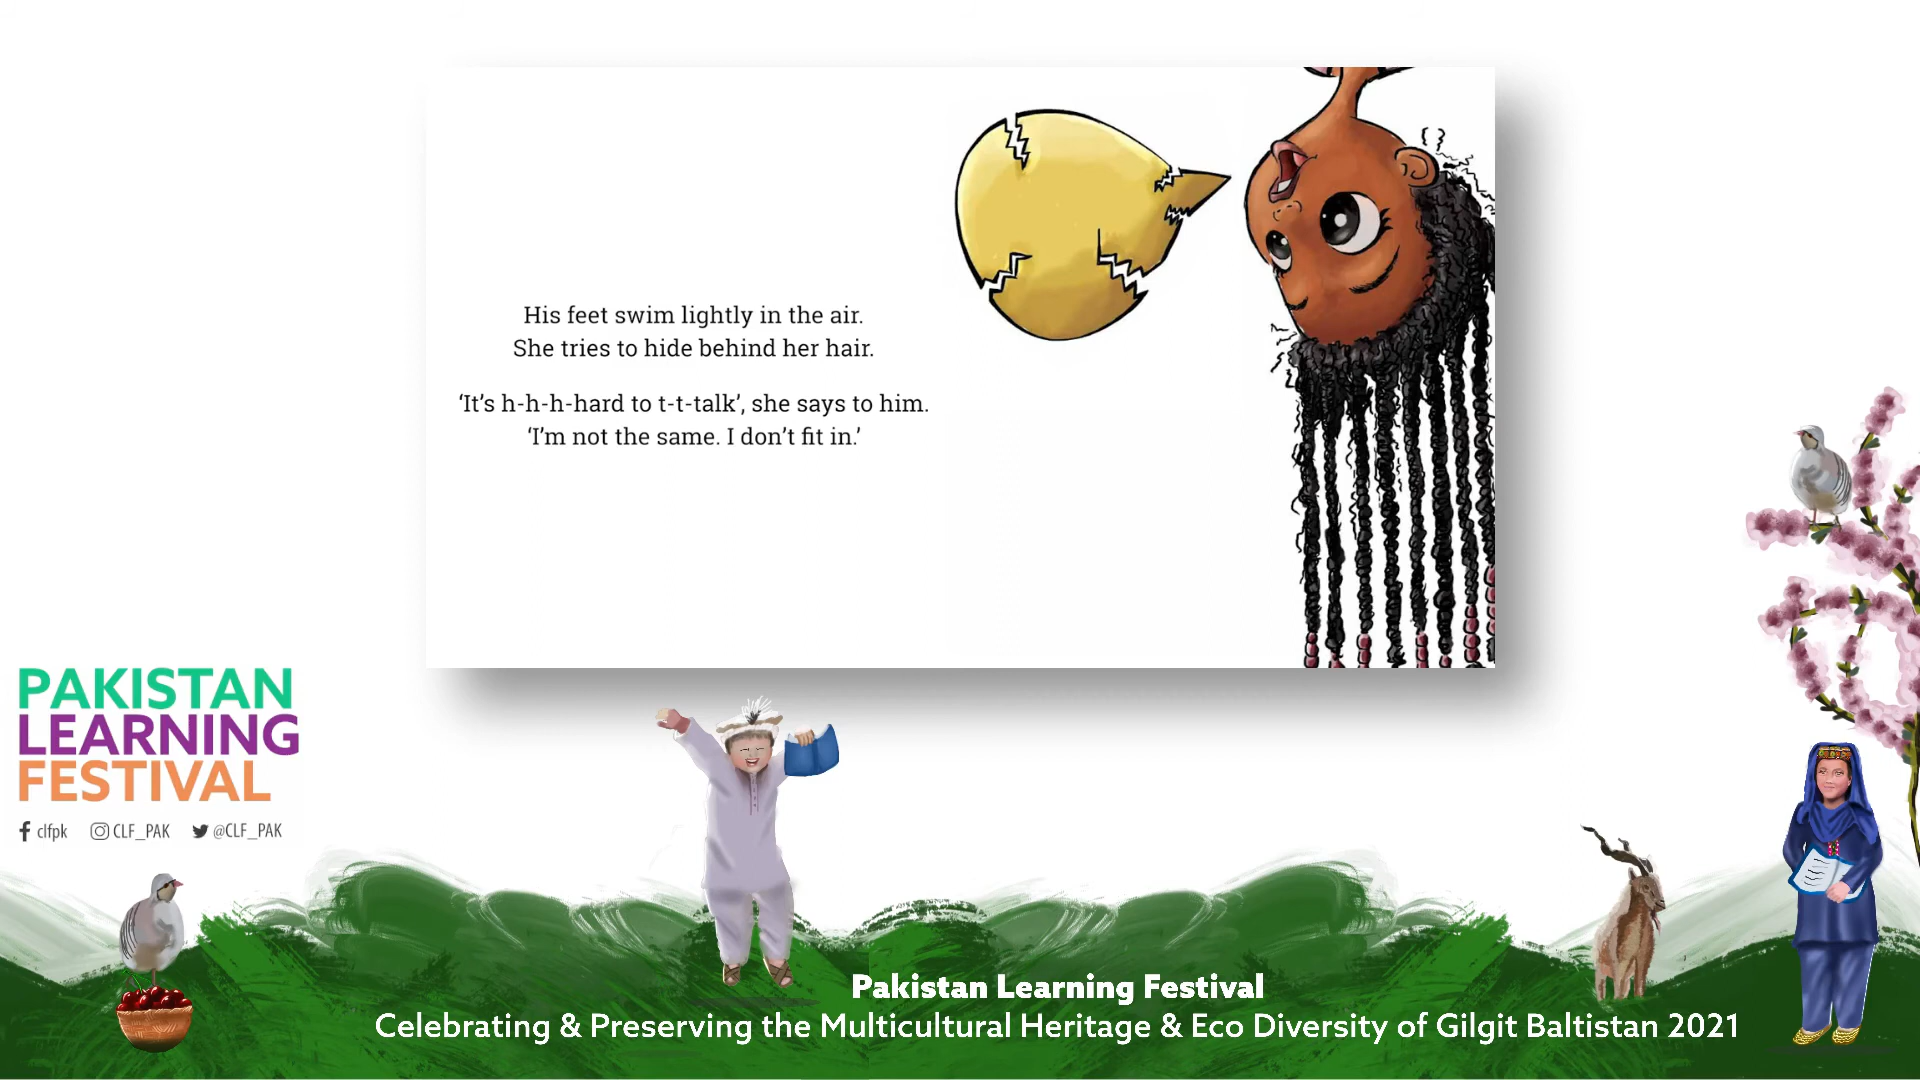 His feet swim lightly in the air.
She tries to hide behind her hair.
‘It’s h-h-h-hard to t-t-talk’, she says to him.
‘I’m not the same. I don’t fit in.’
PAKISTAN
LEARNING
FESTIVAL
clfpk CLF_PAK @CLF_PAK
Pakistan Learning Festival
Celebrating & Preserving the Multicultural Heritage & Eco Diversity of Gilgit Baltistan 2021